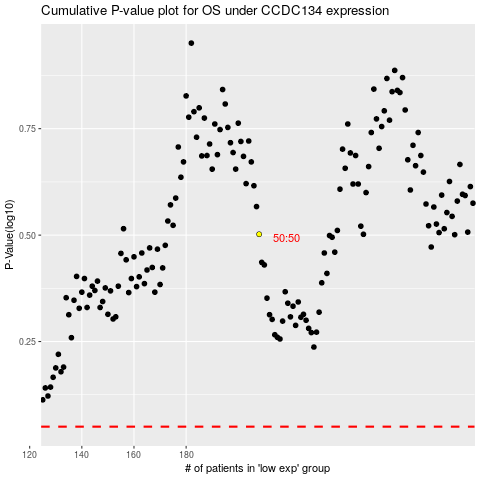 Cumulative P-value plot for OS under CCDC134 expression
P-Value(log10)
0.75
0.50
0.25
50:50
120 140 160 180
# of patients in 'low exp' group